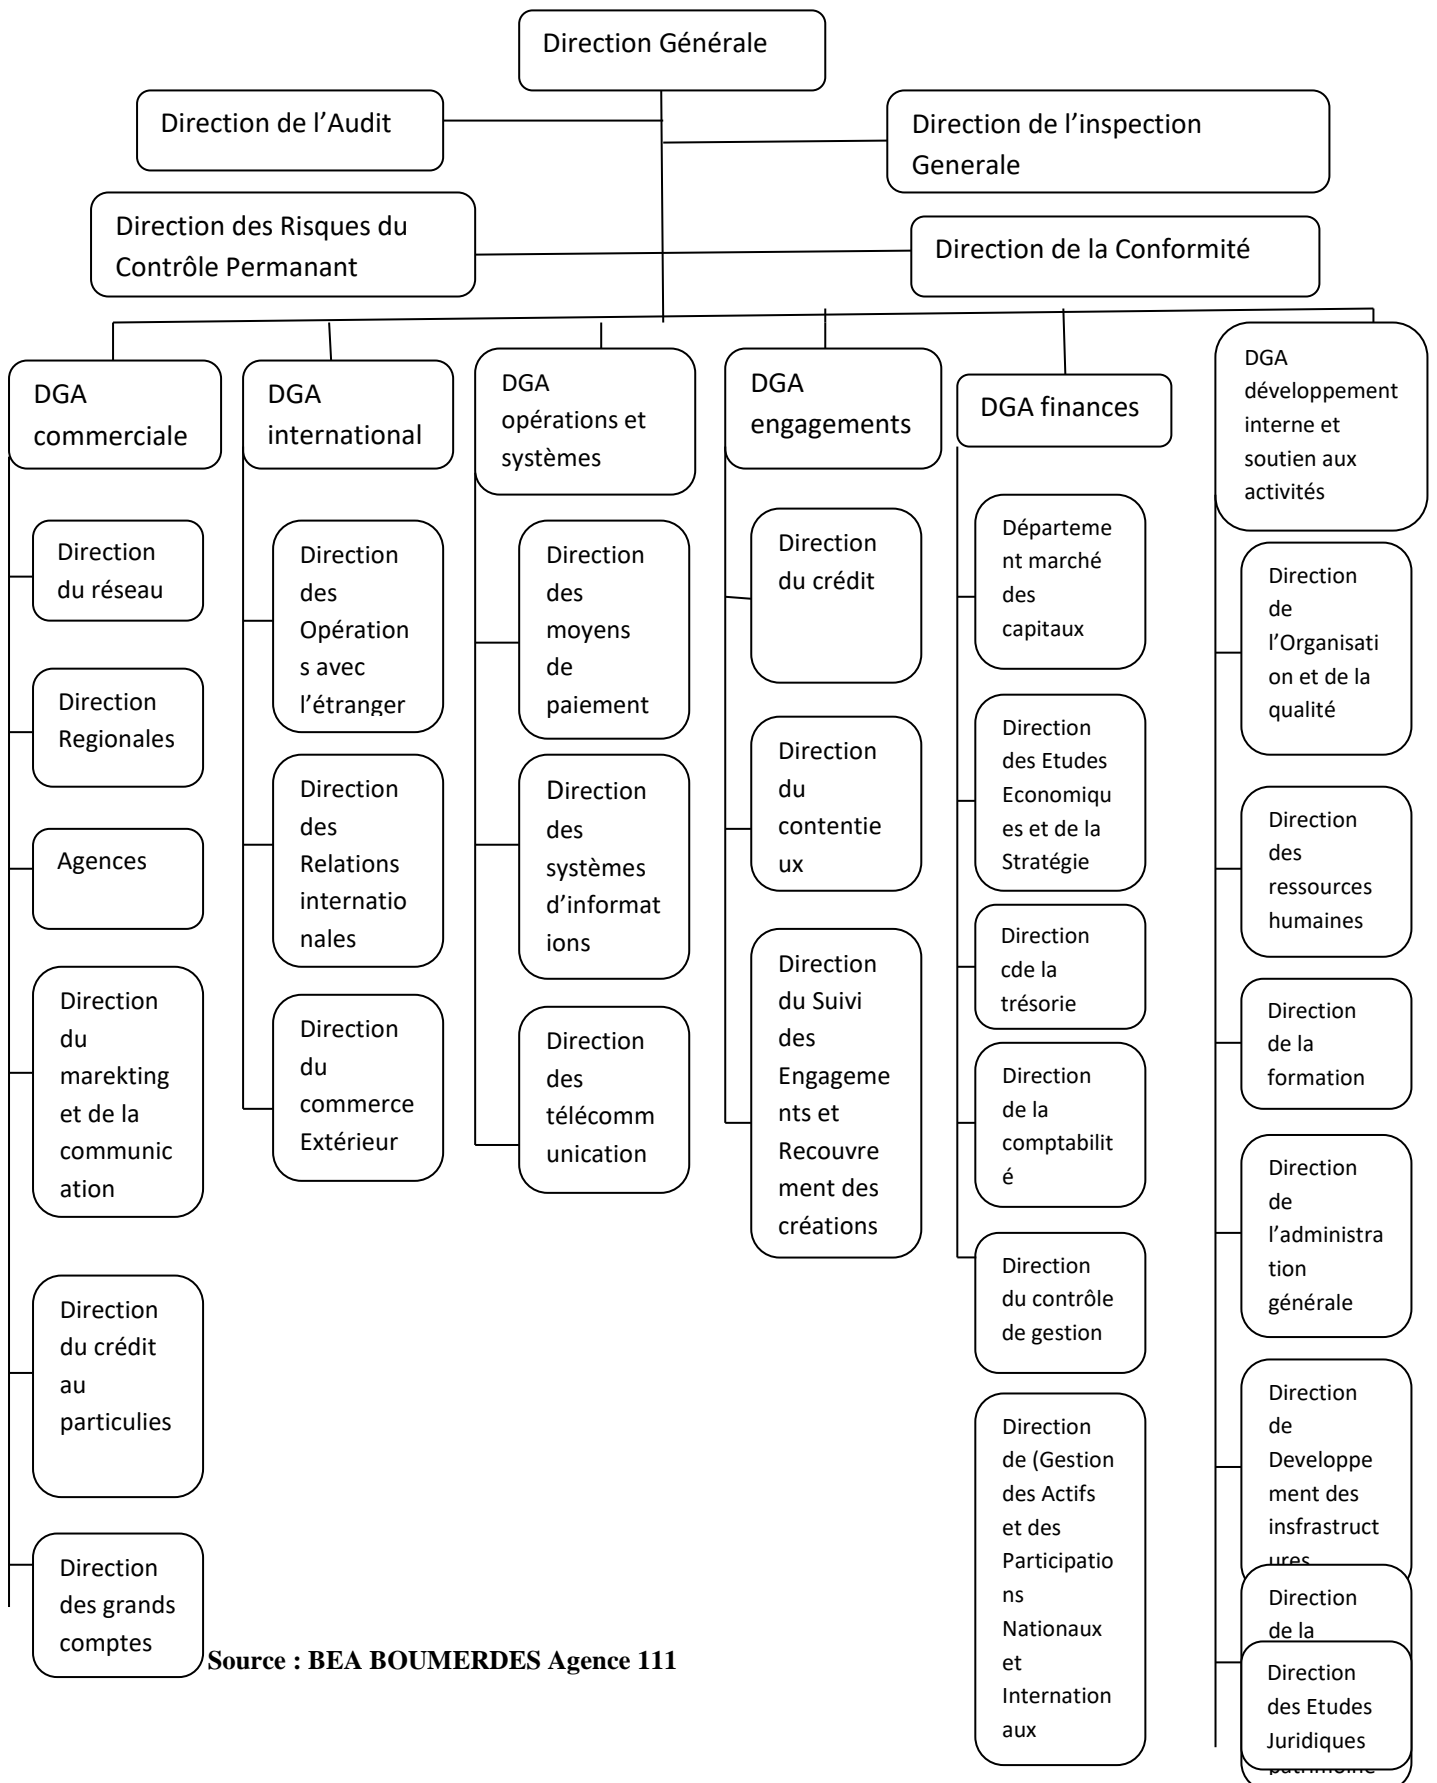 Direction Générale
Direction de l’Audit
Direction de l’inspection
Generale
Direction des Risques du
Contrôle Permanant
Direction de la Conformité
DGA
commerciale
Direction
du réseau
Direction
Regionales
Agences
Direction
du
marekting
et de la
communic
ation
Direction
du crédit
au
particulies
Direction
des grands
comptes
DGA
international
Direction
des
Opération
s avec
l’étranger
Direction
des
Relations
internatio
nales
Direction
du
commerce
Extérieur
DGA
opérations et
systèmes
Direction
des
moyens
de
paiement
Direction
des
systèmes
d’informat
ions
Direction
des
télécomm
unication
DGA
engagements
Direction
du crédit
Direction
du
contentie
ux
Direction
du Suivi
des
Engageme
nts et
Recouvre
ment des
créations
DGA finances
Départeme
nt marché
des
capitaux
Direction
des Etudes
Economiqu
es et de la
Stratégie
Direction
cde la
trésorie
Direction
de la
comptabilit
é
Direction
du contrôle
de gestion
Direction
de (Gestion
des Actifs
et des
Participatio
ns
Nationaux
et
Internation
aux
DGA
développement
interne et
soutien aux
activités
Direction
de
l’Organisati
on et de la
qualité
Direction
des
ressources
humaines
Direction
de la
formation
Direction
de
l’administra
tion
générale
Direction
de
Developpe
ment des
insfrastruct
ures
Direction
de la
Direction
des Etudes
Juridiques
patrimoine
Source : BEA BOUMERDES Agence 111